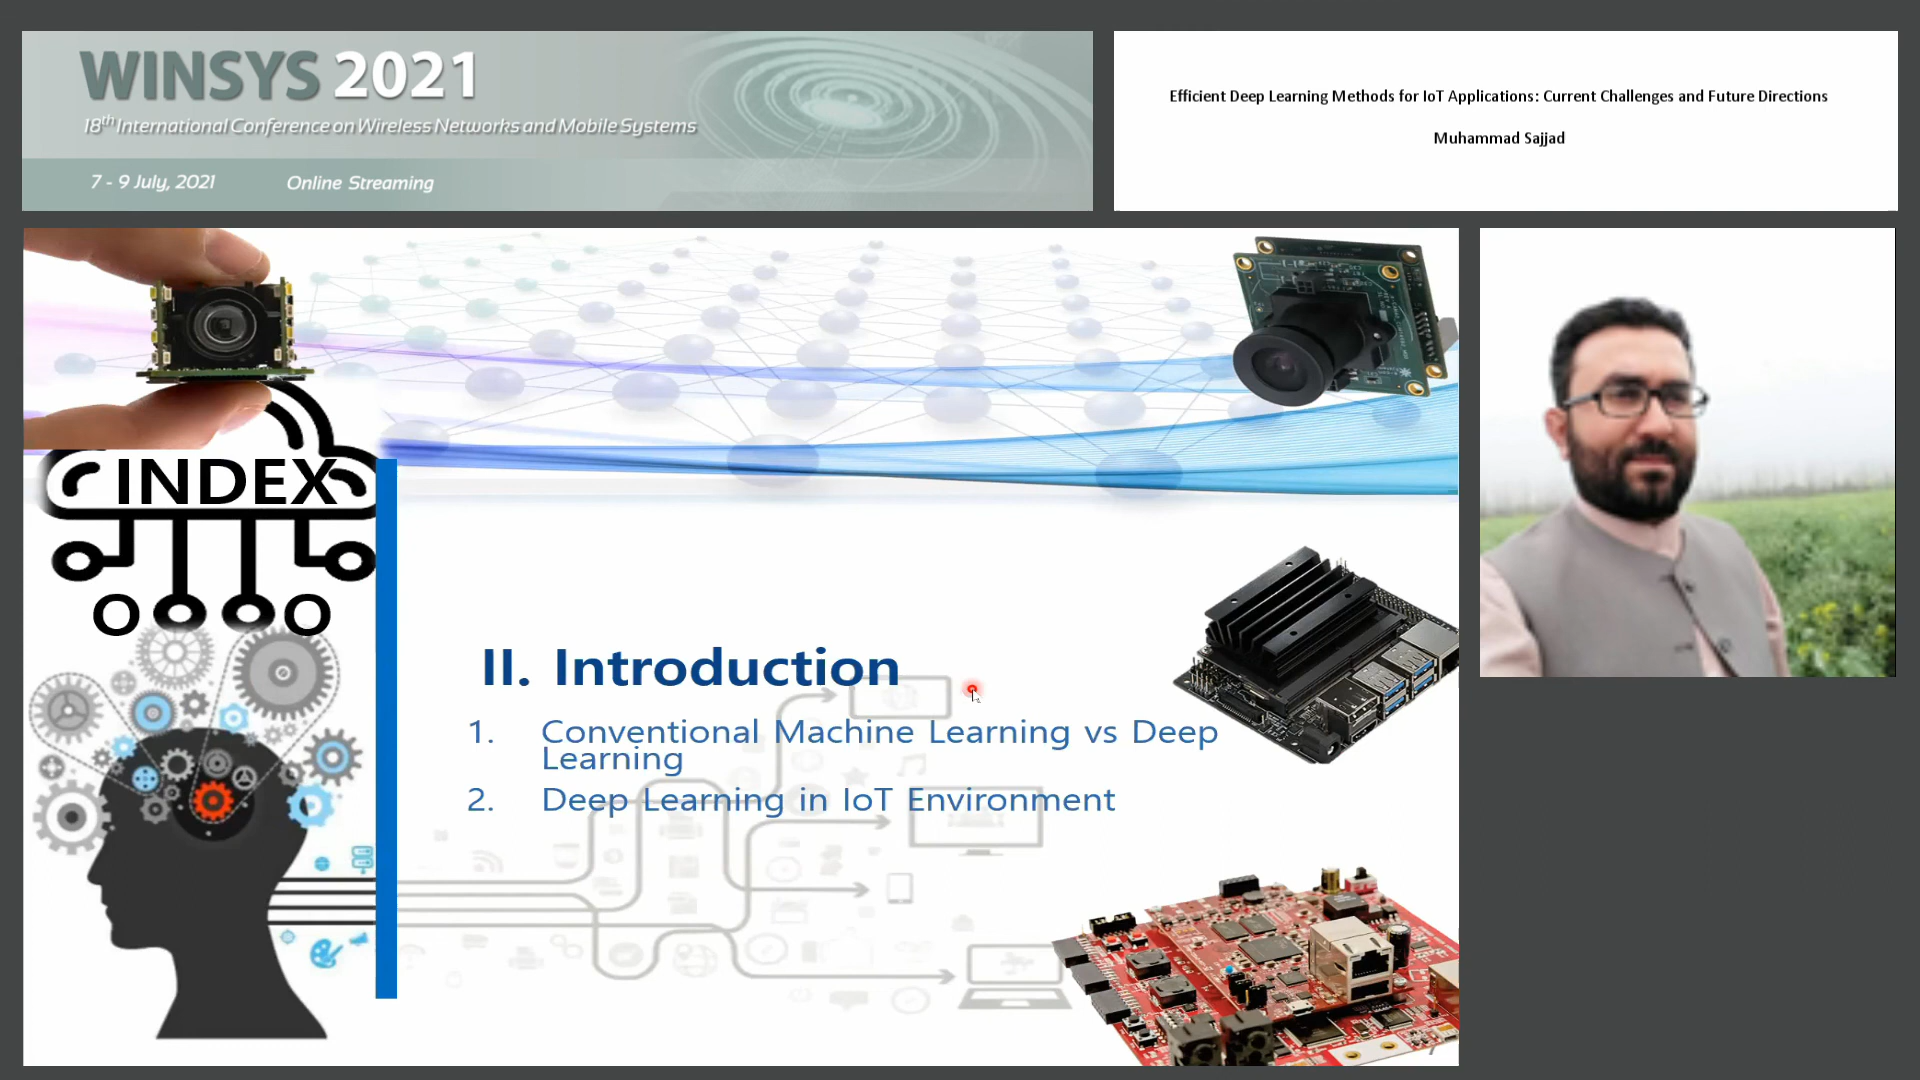 WINSYS 2021
18th International Conference on Wireless Networks and Mobile Systems
7 - 9 July, 2021 Online Streaming
Efficient Deep Learning Methods for IoT Applications: Current Challenges and Future Directions
Muhammad Sajjad
INDEX
II. Introduction
1. Conventional Machine Learning vs Deep
Learning
2. Deep Learning in IoT Environment